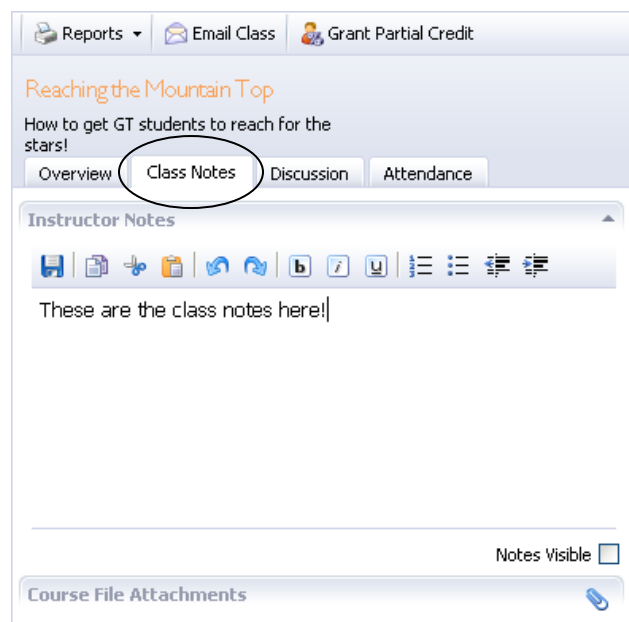 Reports Email Class Grant Partial Credit
Reaching the Mountain Top
How to get GT students to reach for the
stars!
Overview Class Notes Discussion Attendance
Instructor Notes
b i u
These are the class notes here!
Notes Visible
Course File Attachments